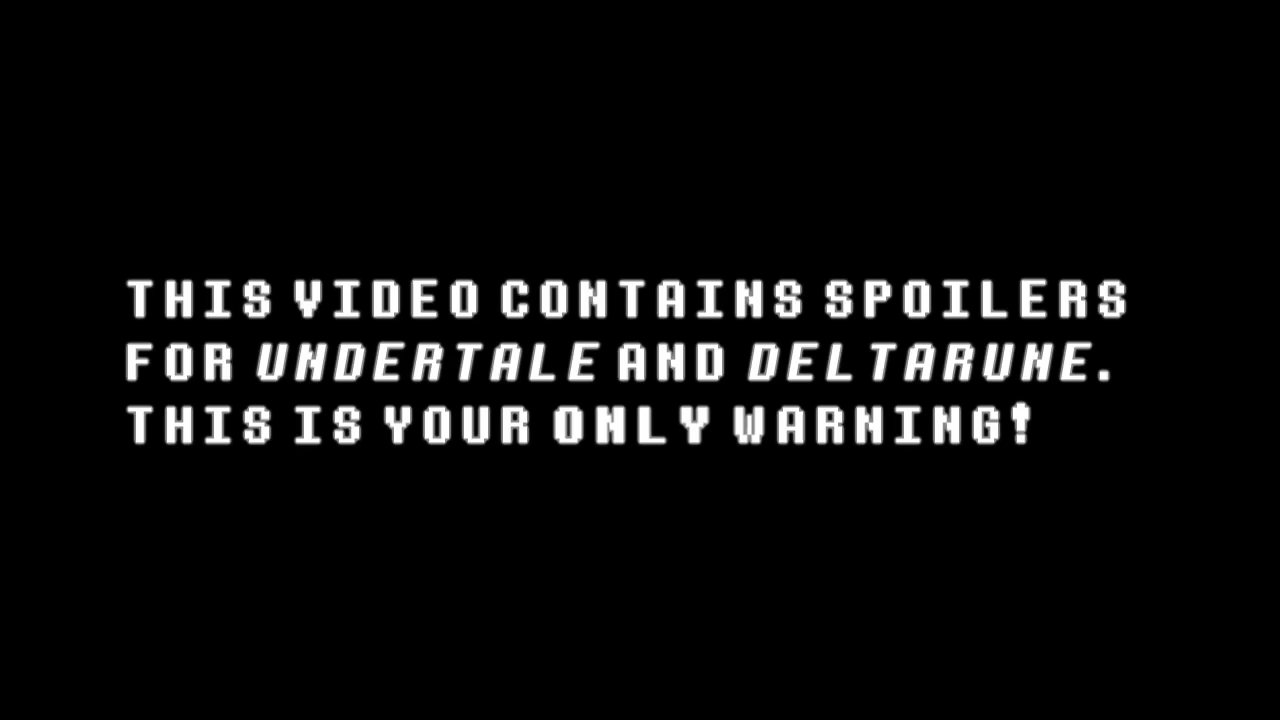 THIS VIDEO CONTAINS SPOILERS
FOR UNDERTALE AND DELTARUNE.
THIS IS YOUR ONLY WARNING!